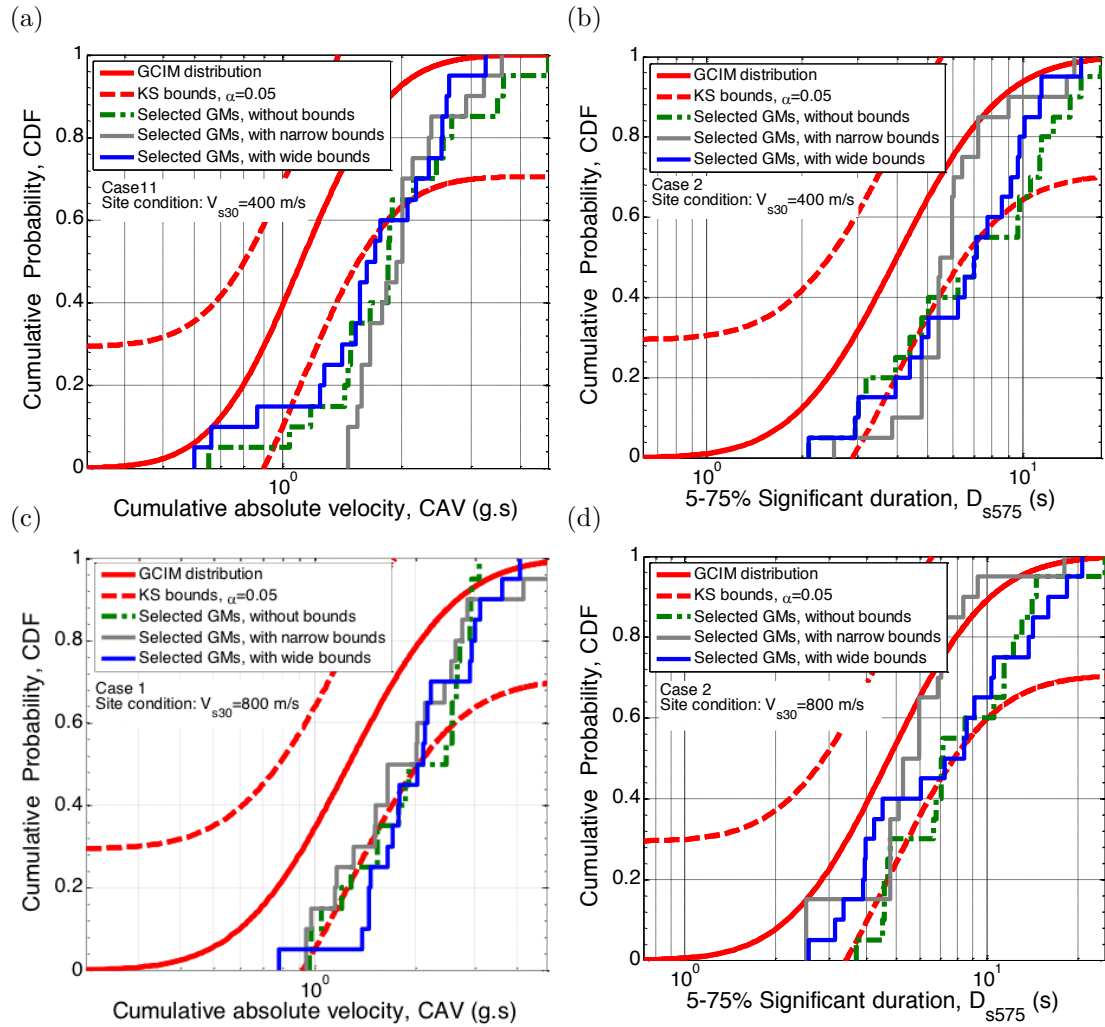 (a)
1
0.8
0.6
0.4
0.2
0
Cumulative Probability, CDF
GCIM distribution
KS bounds, α=0.05
Selected GMs, without bounds
Selected GMs, with narrow bounds
Selected GMs, with wide bounds
Case11
Site condition: Vs30=400 m/s
10^0
Cumulative absolute velocity, CAV (g.s)
(b)
1
0.8
0.6
0.4
0.2
0
Cumulative Probability, CDF
GCIM distribution
KS bounds, α=0.05
Selected GMs, without bounds
Selected GMs, with narrow bounds
Selected GMs, with wide bounds
Case 2
Site condition: Vs30=400 m/s
10^0 10^1
5-75% Significant duration, Ds575 (s)
(c)
1
0.8
0.6
0.4
0.2
0
Cumulative Probability, CDF
GCIM distribution
KS bounds, α=0.05
Selected GMs, without bounds
Selected GMs, with narrow bounds
Selected GMs, with wide bounds
Case 1
Site condition: Vs30=800 m/s
10^0
Cumulative absolute velocity, CAV (g.s)
(d)
1
0.8
0.6
0.4
0.2
0
Cumulative Probability, CDF
GCIM distribution
KS bounds, α=0.05
Selected GMs, without bounds
Selected GMs, with narrow bounds
Selected GMs, with wide bounds
Case 2
Site condition: Vs30=800 m/s
10^0 10^1
5-75% Significant duration, Ds575 (s)